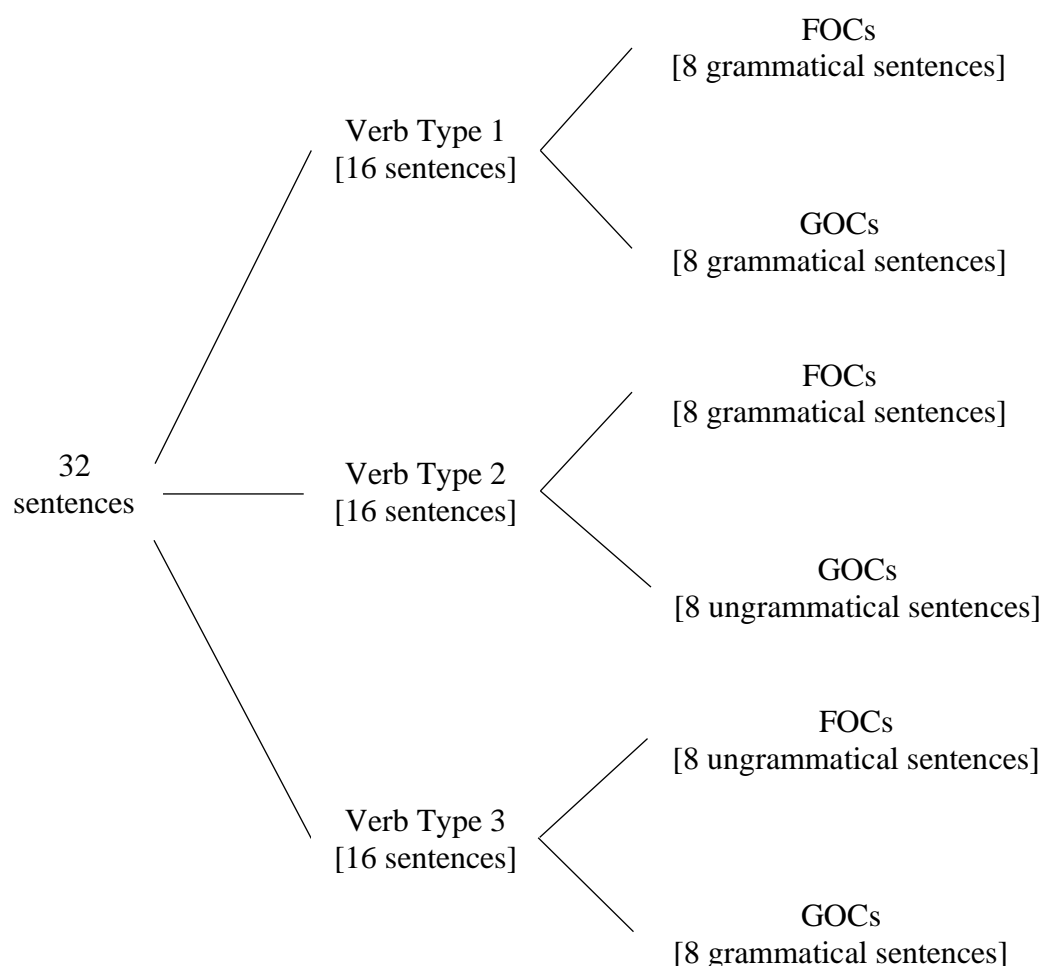 FOCs
[8 grammatical sentences]
Verb Type 1
[16 sentences]
GOCs
[8 grammatical sentences]
FOCs
[8 grammatical sentences]
32
sentences
Verb Type 2
[16 sentences]
GOCs
[8 ungrammatical sentences]
FOCs
[8 ungrammatical sentences]
Verb Type 3
[16 sentences]
GOCs
[8 grammatical sentences]